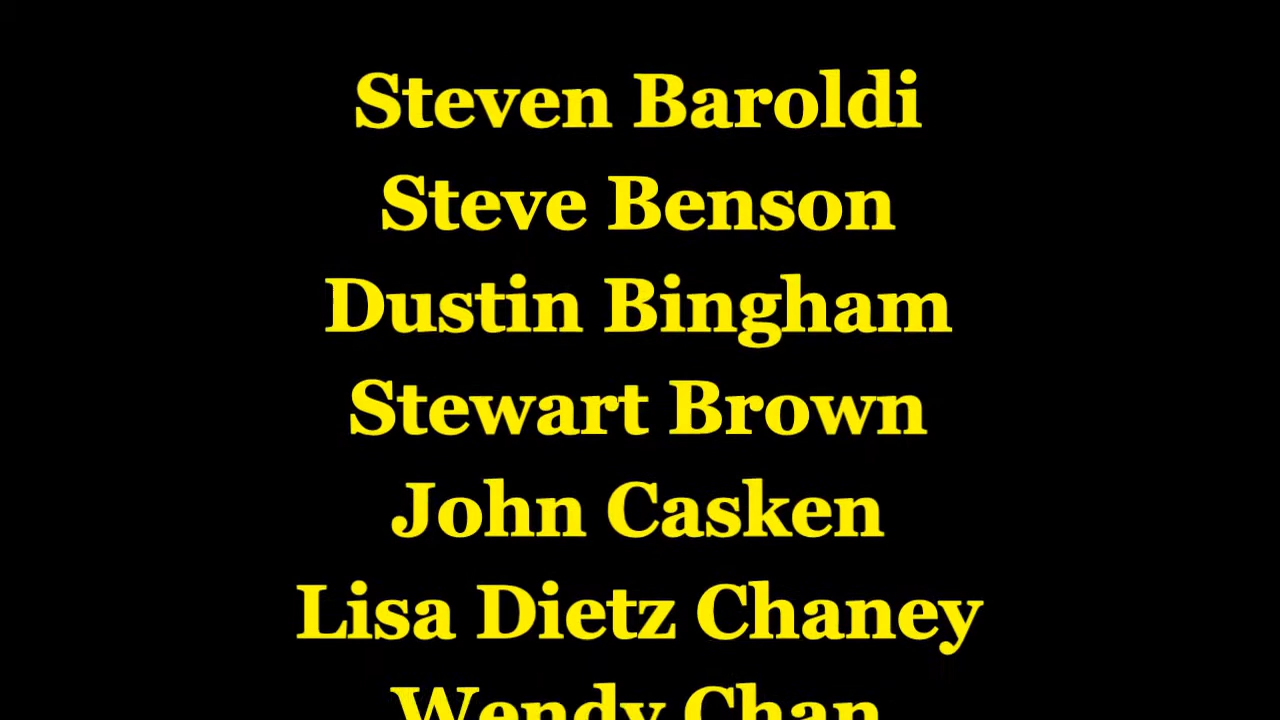 Steven Baroldi
Steve Benson
Dustin Bingham
Stewart Brown
John Casken
Lisa Dietz Chaney
Wendy Chan